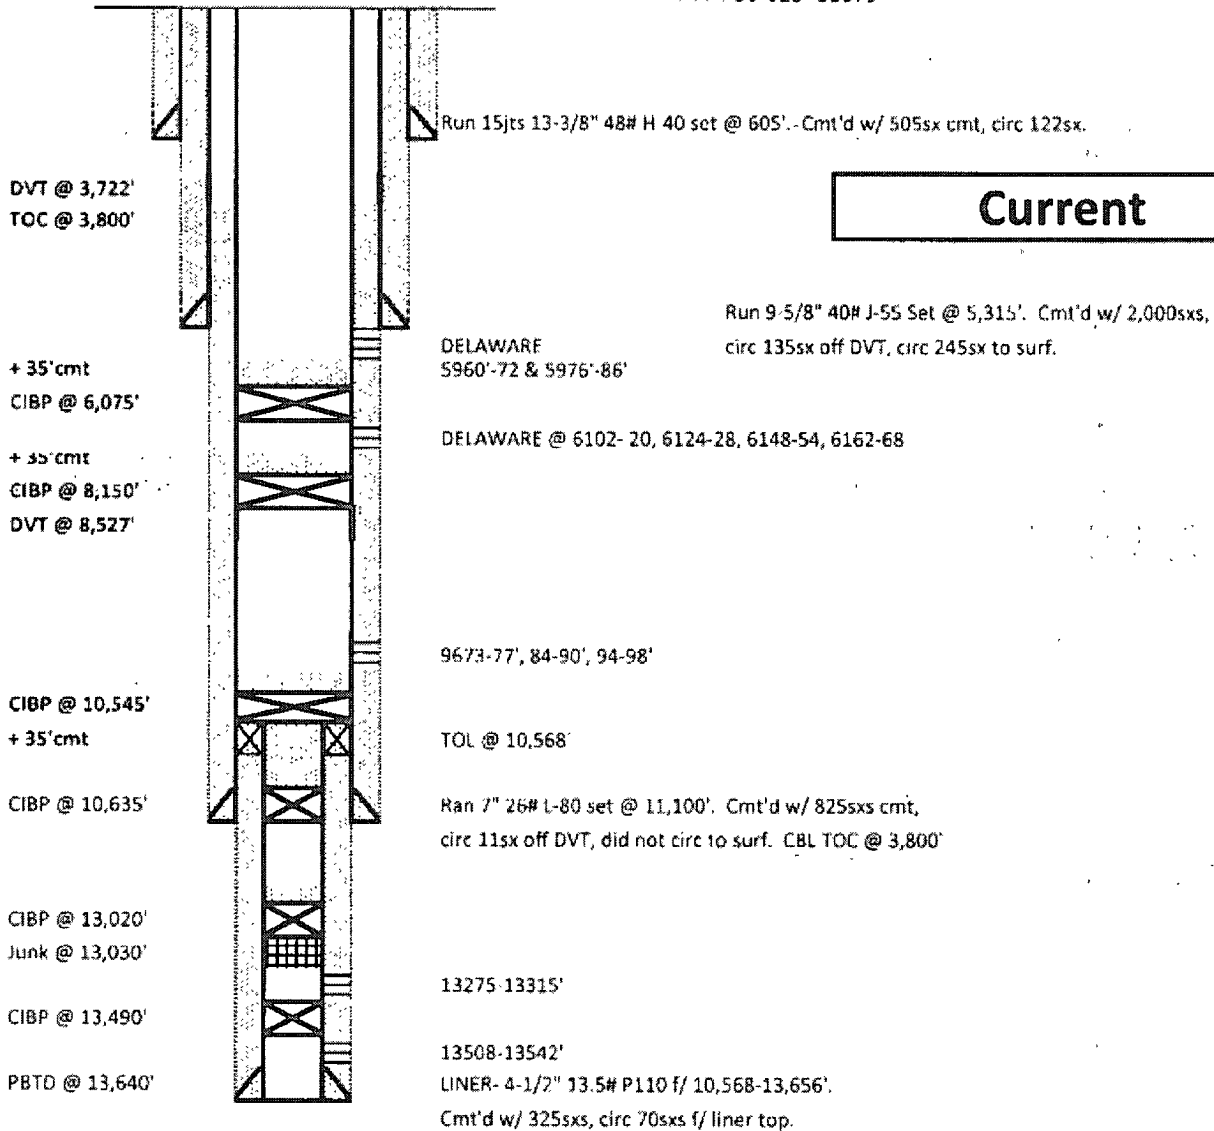 Run 15jts 13-3/8" 48# H 40 set @ 605'. Cmt'd w/ 505sx cmt, circ 122sx.
DVT @ 3,722'
TOC @ 3,800'
Current
Run 9-5/8" 40# J-55 Set @ 5,315'. Cmt'd w/ 2,000sxs,
circ 135sx off DVT, circ 245sx to surf.
DELAWARE
5960'-72 & 5976'-86'
+ 35'cmt
CIBP @ 6,075'
DELAWARE @ 6102- 20, 6124-28, 6148-54, 6162-68
+ 35'cmt
CIBP @ 8,150'
DVT @ 8,527'
9673-77', 84-90', 94-98'
CIBP @ 10,545'
+ 35'cmt
TOL @ 10,568'
CIBP @ 10,635'
Ran 7" 26# L-80 set @ 11,100'. Cmt'd w/ 825sxs cmt,
circ 11sx off DVT, did not circ to surf. CBL TOC @ 3,800'
CIBP @ 13,020'
Junk @ 13,030'
13275-13315'
CIBP @ 13,490'
13508-13542'
PBTD @ 13,640'
LINER- 4-1/2" 13.5# P110 f/ 10,568-13,656'.
Cmt'd w/ 325sxs, circ 70sxs f/ liner top.